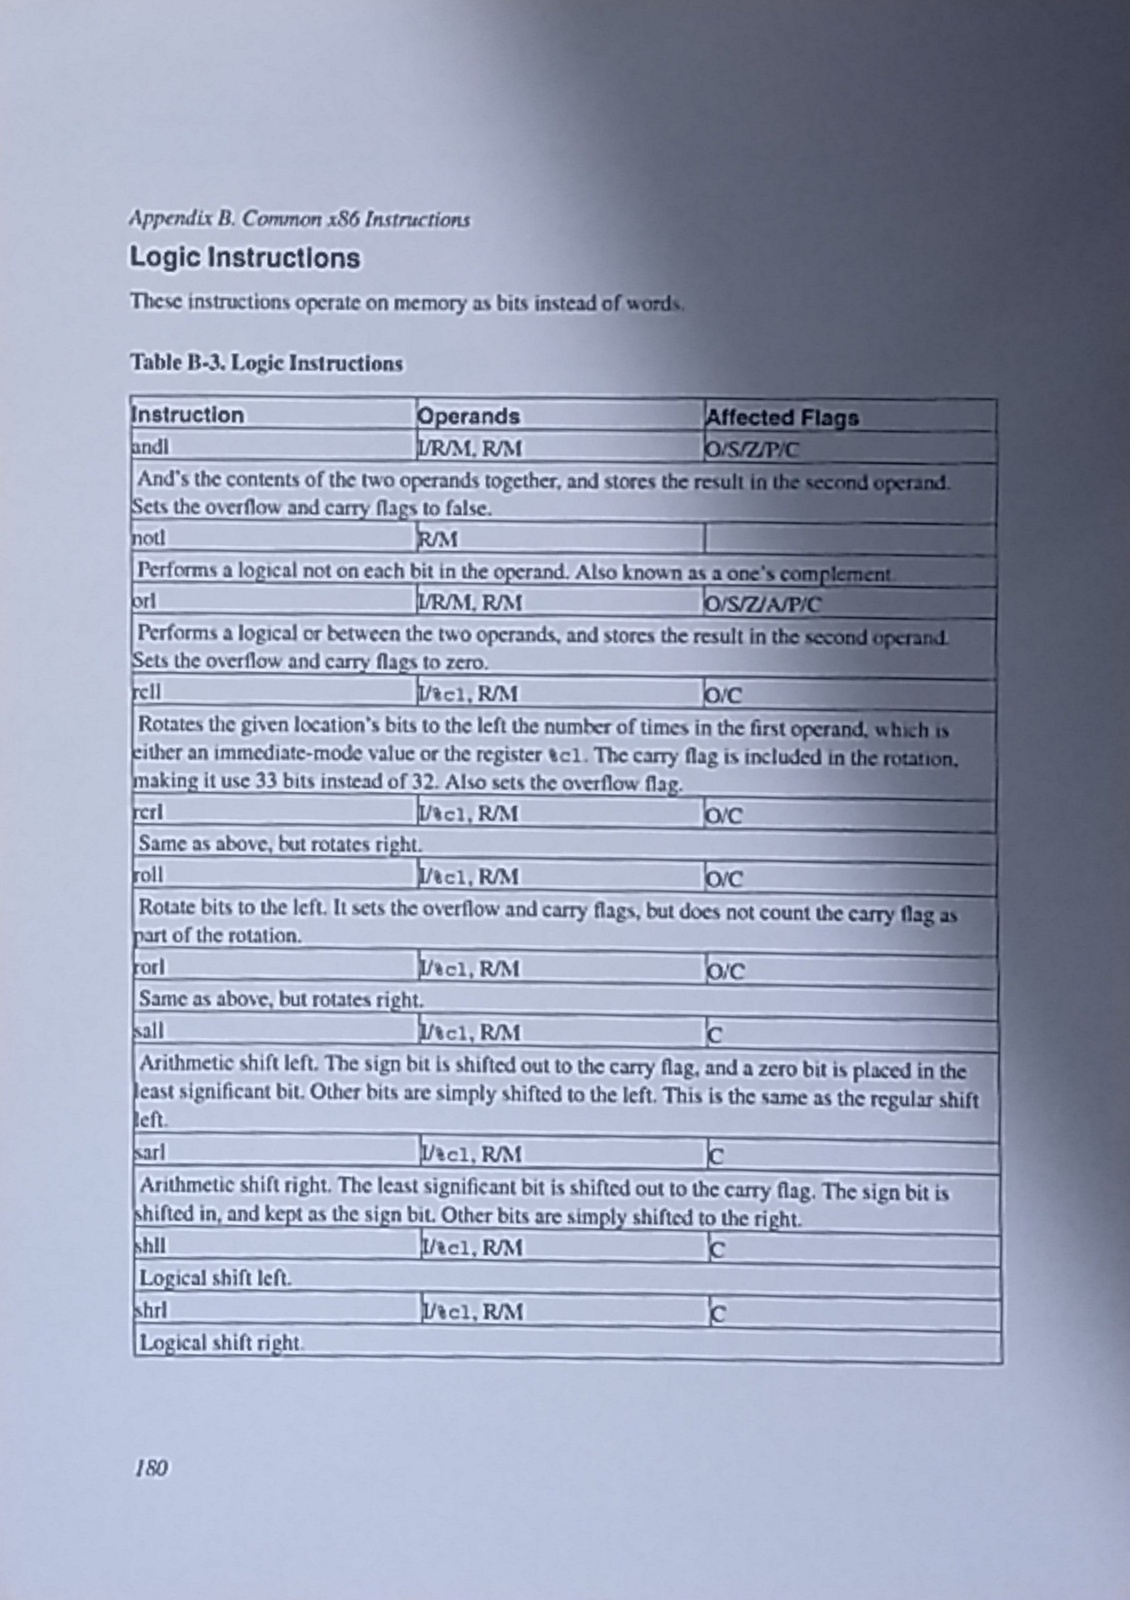 Appendix B. Common x86 Instructions
Logic Instructions
These instructions operate on memory as bits instead of words.
Table B-3. Logic Instructions
Instruction Operands Affected Flags
andl I/R/M, R/M O/S/Z/P/C
And's the contents of the two operands together, and stores the result in the second operand.
Sets the overflow and carry flags to false.
notl R/M
Performs a logical not on each bit in the operand. Also known as a one's complement.
orl I/R/M, R/M O/S/Z/A/P/C
Performs a logical or between the two operands, and stores the result in the second operand.
Sets the overflow and carry flags to zero.
rcll I/%cl, R/M O/C
Rotates the given location's bits to the left the number of times in the first operand, which is
either an immediate-mode value or the register %cl. The carry flag is included in the rotation,
making it use 33 bits instead of 32. Also sets the overflow flag.
rcrl I/%cl, R/M O/C
Same as above, but rotates right.
roll I/%cl, R/M O/C
Rotate bits to the left. It sets the overflow and carry flags, but does not count the carry flag as
part of the rotation.
rorl I/%cl, R/M O/C
Same as above, but rotates right.
sall I/%cl, R/M C
Arithmetic shift left. The sign bit is shifted out to the carry flag, and a zero bit is placed in the
least significant bit. Other bits are simply shifted to the left. This is the same as the regular shift
left.
sarl I/%cl, R/M C
Arithmetic shift right. The least significant bit is shifted out to the carry flag. The sign bit is
shifted in, and kept as the sign bit. Other bits are simply shifted to the right.
shll I/%cl, R/M C
Logical shift left.
shrl I/%cl, R/M C
Logical shift right.
180